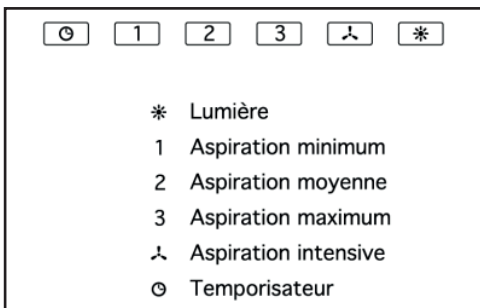 1 2 3
Lumière
1 Aspiration minimum
2 Aspiration moyenne
3 Aspiration maximum
Aspiration intensive
Temporisateur